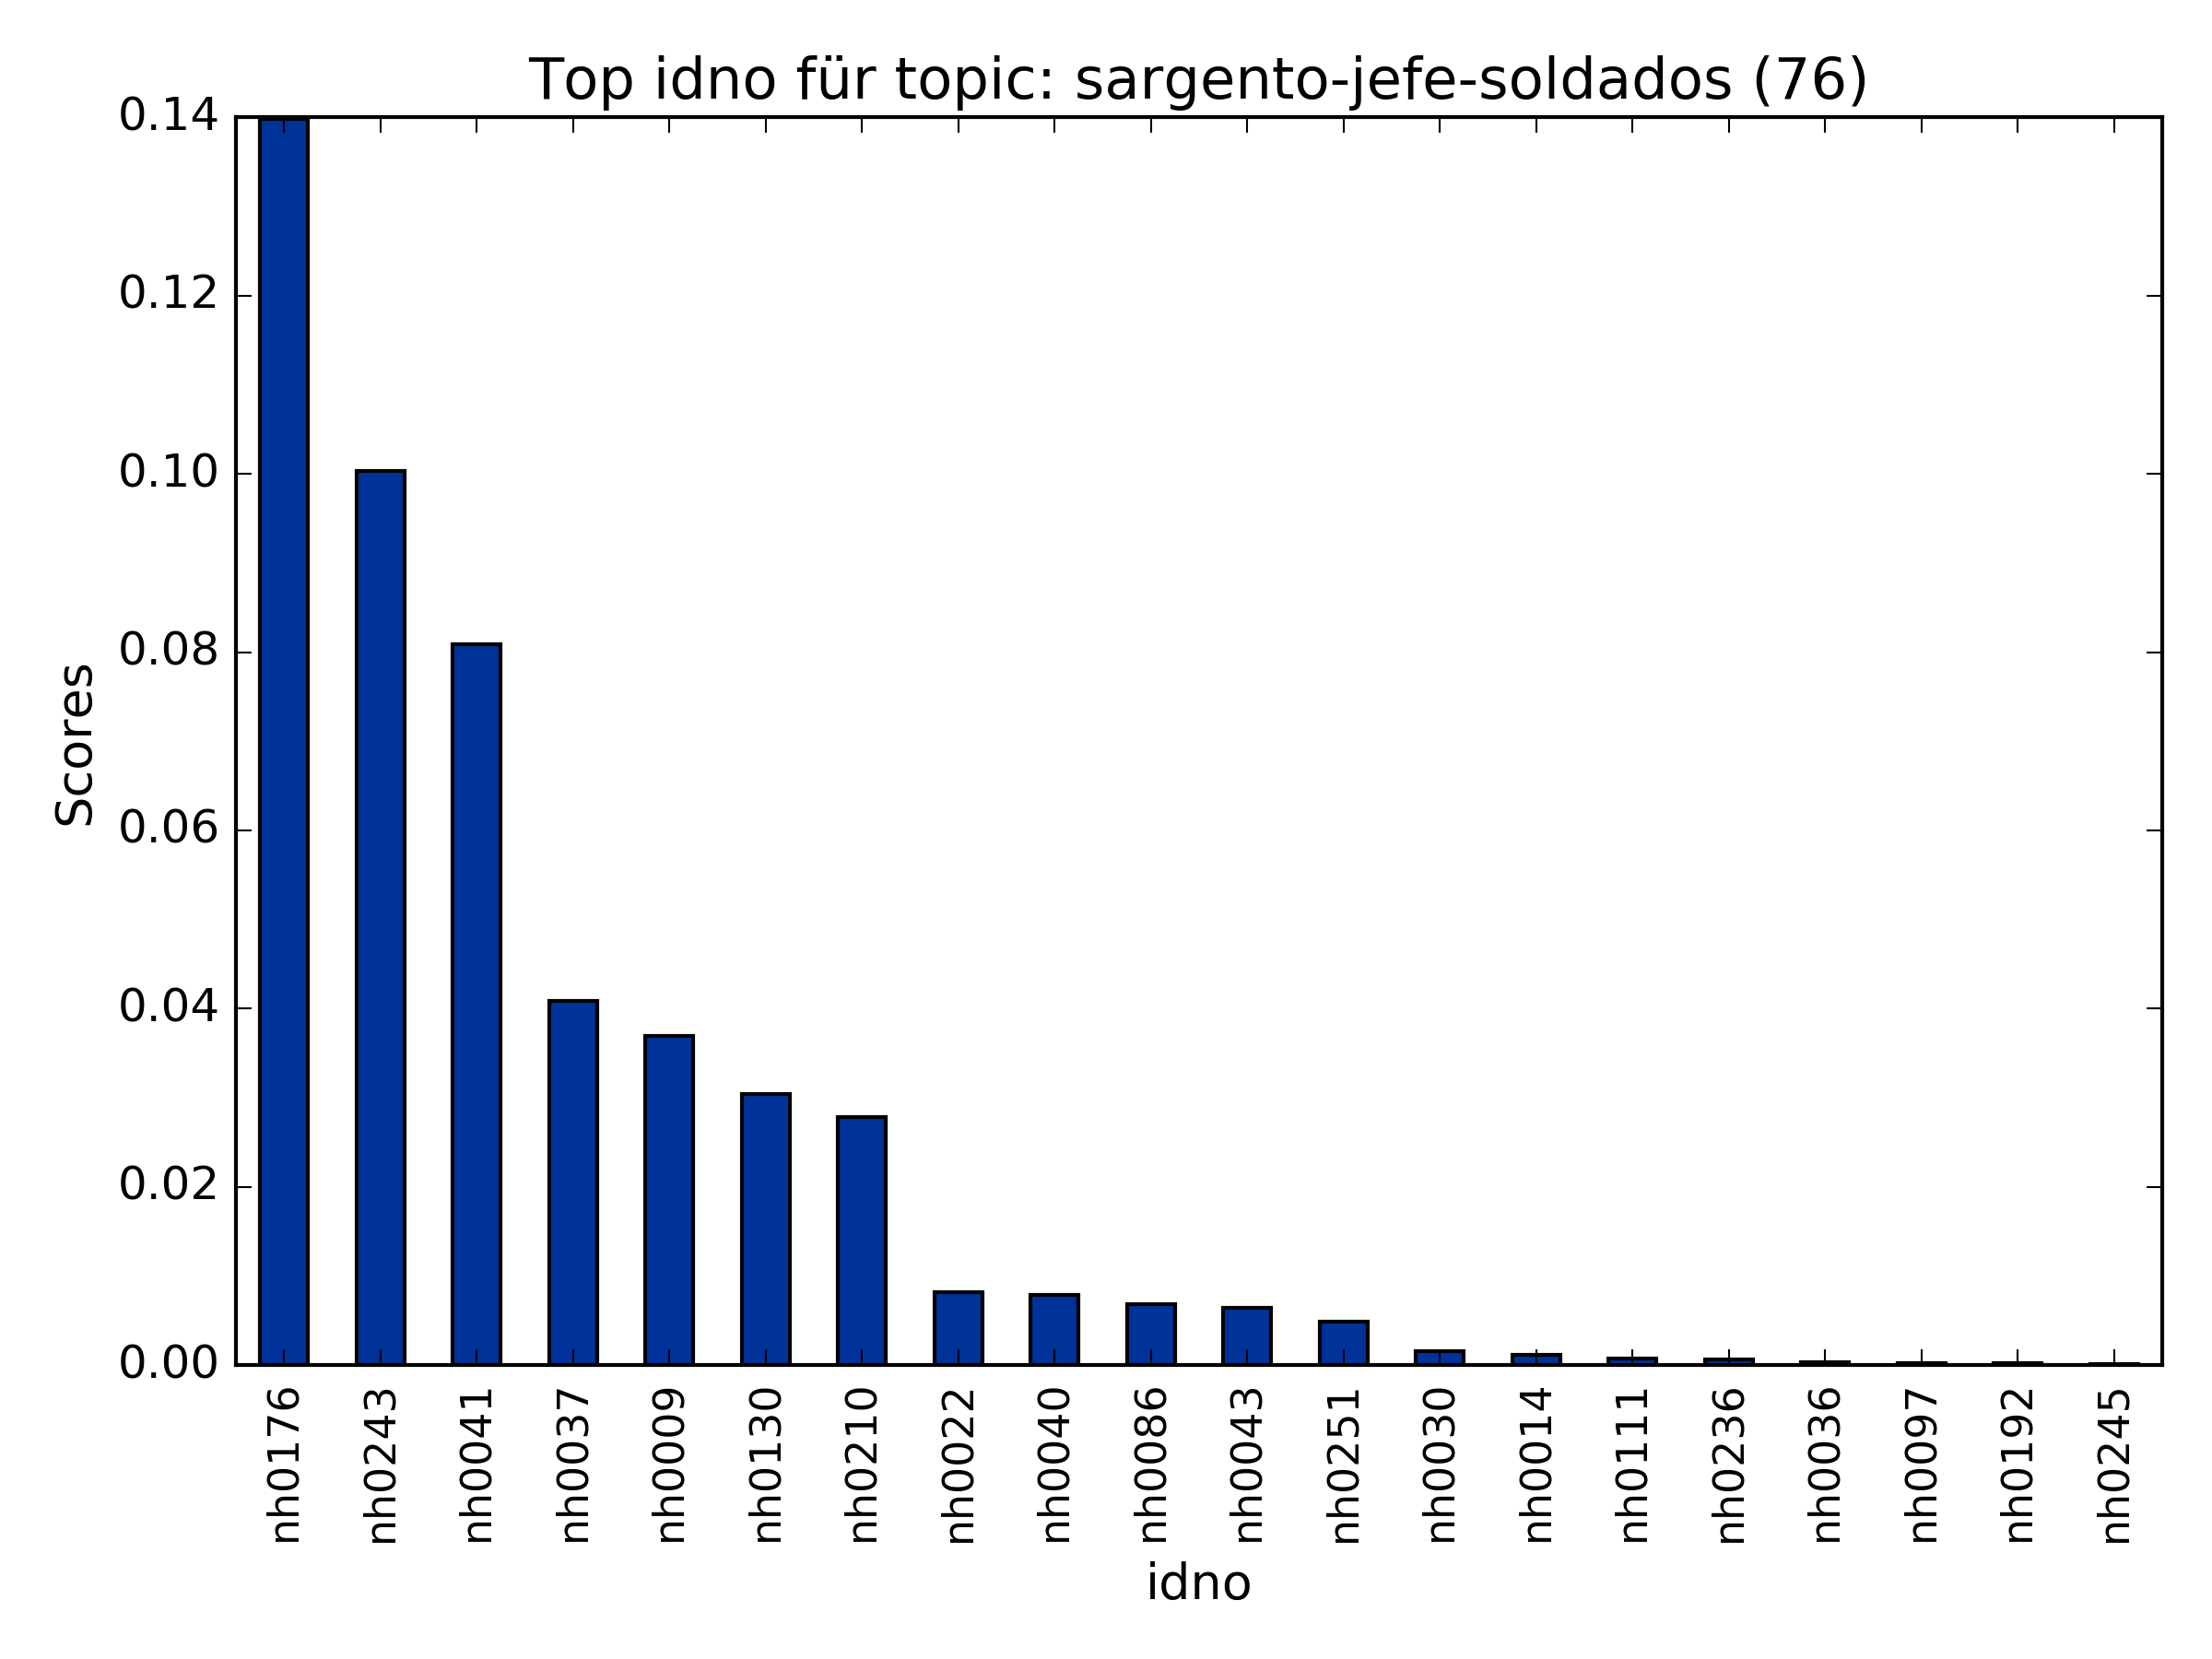 Top idno für topic: sargento-jefe-soldados (76)
0.14
0.12
0.10
0.08
0.06
0.04
0.02
0.00
Scores
nh0176
nh0243
nh0041
nh0037
nh0009
nh0130
nh0210
nh0022
nh0040
nh0086
nh0043
nh0251
nh0030
nh0014
nh0111
nh0236
nh0036
nh0097
nh0192
nh0245
idno